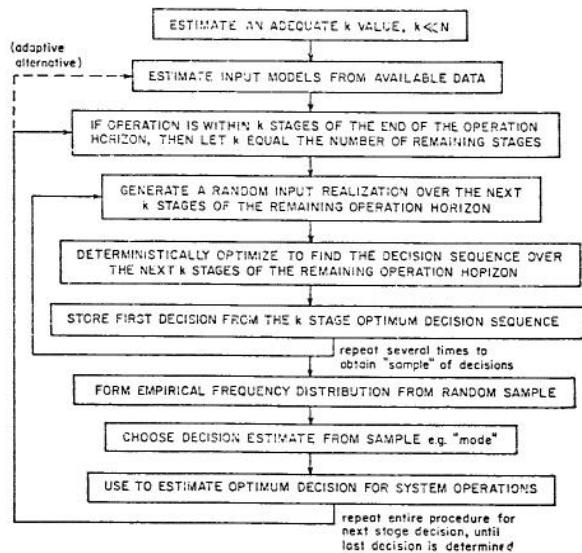 ESTIMATE AN ADEQUATE k VALUE, k≪N
(adaptive
alternative)
ESTIMATE INPUT MODELS FROM AVAILABLE DATA
IF OPERATION IS WITHIN k STAGES OF THE END OF THE OPERATION
HORIZON, THEN LET k EQUAL THE NUMBER OF REMAINING STAGES
GENERATE A RANDOM INPUT REALIZATION OVER THE NEXT
k STAGES OF THE REMAINING OPERATION HORIZON
DETERMINISTICALLY OPTIMIZE TO FIND THE DECISION SEQUENCE OVER
THE NEXT k STAGES OF THE REMAINING OPERATION HORIZON
STORE FIRST DECISION FROM THE k STAGE OPTIMUM DECISION SEQUENCE
repeat several times to
obtain "sample" of decisions
FORM EMPIRICAL FREQUENCY DISTRIBUTION FROM RANDOM SAMPLE
CHOOSE DECISION ESTIMATE FROM SAMPLE e.g. "mode"
USE TO ESTIMATE OPTIMUM DECISION FOR SYSTEM OPERATIONS
repeat entire procedure for
next stage decision, until
last decision is determined